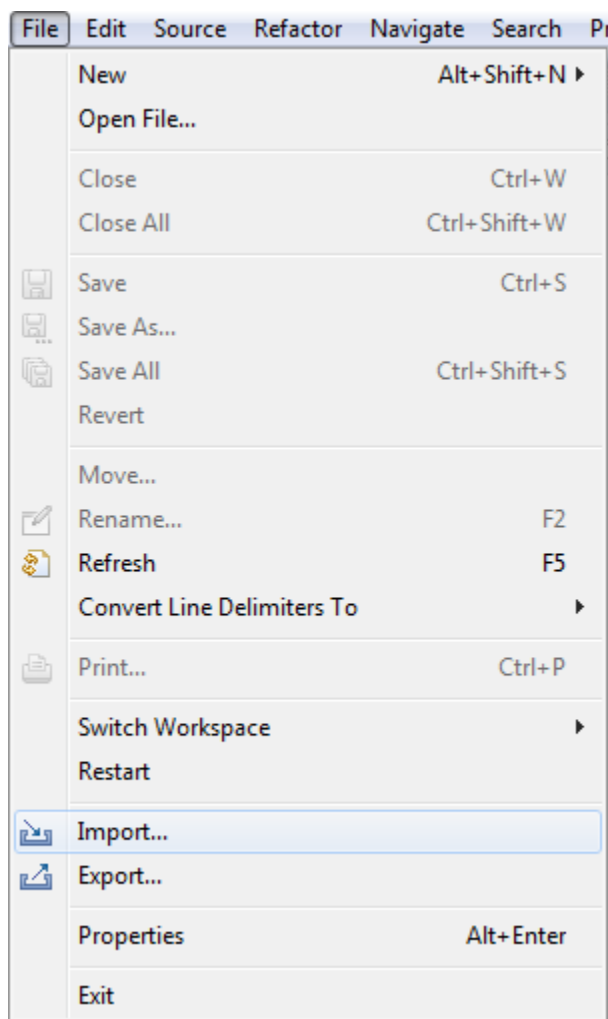 File Edit Source Refactor Navigate Search
New Alt+Shift+N
Open File...
Close Ctrl+W
Close All Ctrl+Shift+W
Save Ctrl+S
Save As...
Save All Ctrl+Shift+S
Revert
Move...
Rename... F2
Refresh F5
Convert Line Delimiters To
Print... Ctrl+P
Switch Workspace
Restart
Import...
Export...
Properties Alt+Enter
Exit